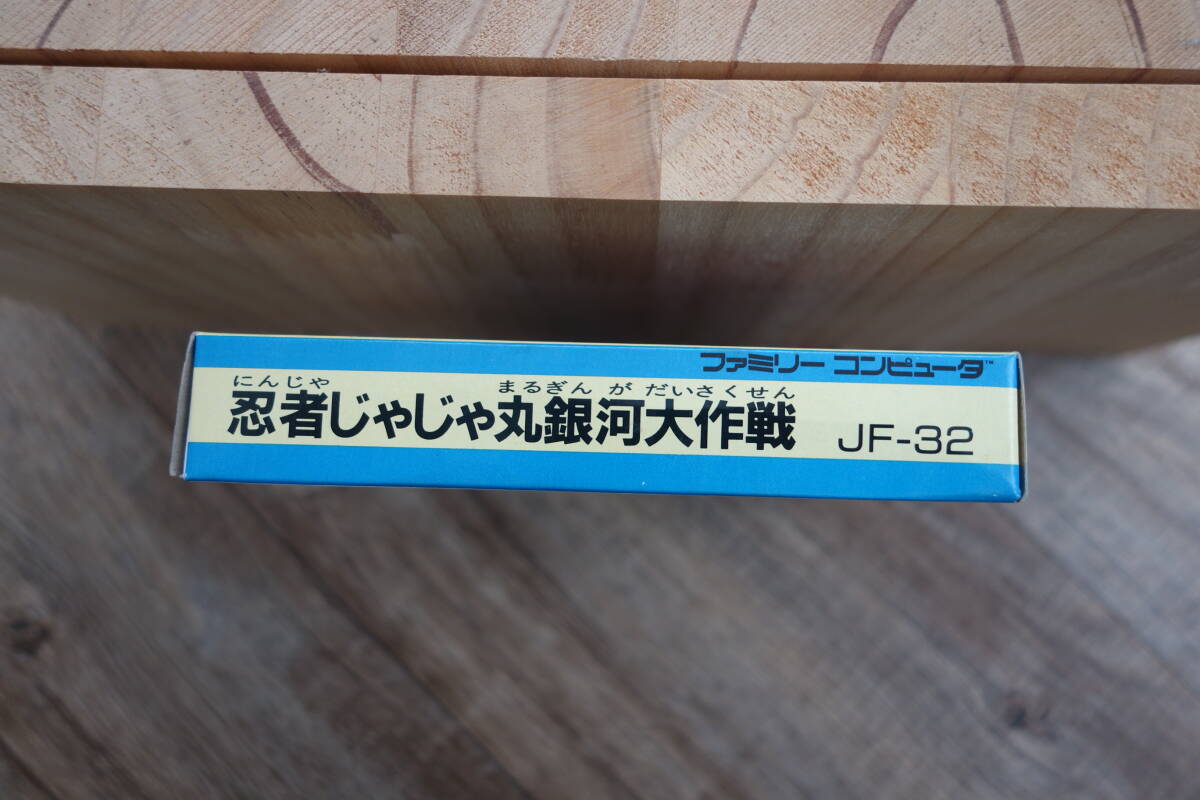 ファミリー コンピュータ™
にんじゃ まるぎん が だいさくせん
忍者じゃじゃ丸銀河大作戦 JF-32